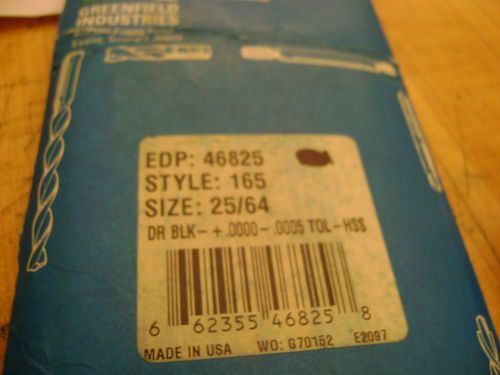 GREENFIELD
INDUSTRIES
EDP: 46825
STYLE: 165
SIZE: 25/64
DR BLK- +.0000-.0005 TOL-HSS
6 62355 46825 8
MADE IN USA WO: G70152 E2097